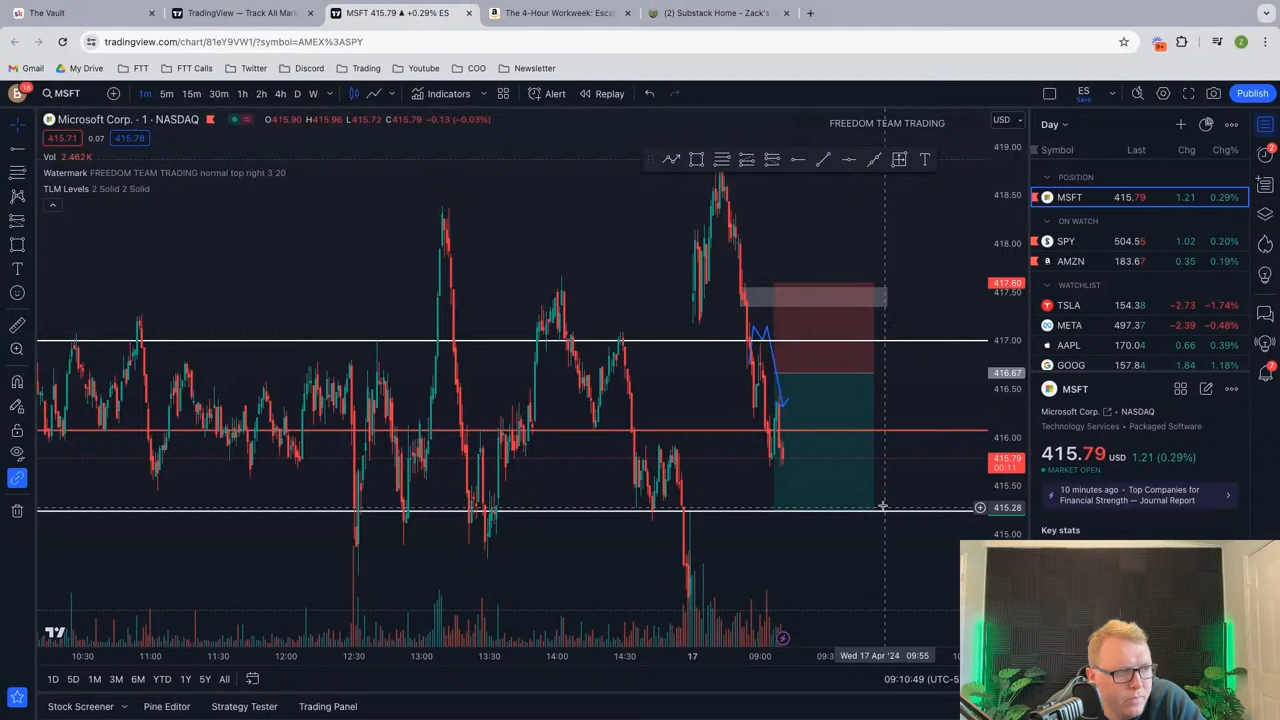 The Vault
TradingView — Track All Mark
MSFT 415.79 ▲ +0.29% ES
The 4-Hour Workweek: Escap
(2) Substack Home - Zack's
tradingview.com/chart/81eY9VW1/?symbol=AMEX%3ASPY
Gmail My Drive FTT FTT Calls Twitter Discord Trading Youtube COO Newsletter
MSFT 1m 5m 15m 30m 1h 2h 4h D W Indicators Alert Replay ES Save Publish
Microsoft Corp. · 1 · NASDAQ O415.90 H415.96 L415.72 C415.79 −0.13 (−0.03%)
415.71 0.07 415.78
Vol 2.462K
Watermark FREEDOM TEAM TRADING normal top right 3 20
TLM Levels 2 Solid 2 Solid
FREEDOM TEAM TRADING
USD
419.00
418.50
418.00
417.60
417.50
417.00
416.67
416.50
416.00
415.79
00:11
415.50
415.28
415.00
10:30 11:00 11:30 12:00 12:30 13:00 13:30 14:00 14:30 17 09:00 09:3 Wed 17 Apr '24 09:55
1D 5D 1M 3M 6M YTD 1Y 5Y All
09:10:49 (UTC-5
Stock Screener Pine Editor Strategy Tester Trading Panel
Day
Symbol Last Chg Chg%
POSITION
MSFT 415.79 1.21 0.29%
ON WATCH
SPY 504.55 1.02 0.20%
AMZN 183.67 0.35 0.19%
WATCHLIST
TSLA 154.38 −2.73 −1.74%
META 497.37 −2.39 −0.48%
AAPL 170.04 0.66 0.39%
GOOG 157.84 1.84 1.18%
MSFT
Microsoft Corp. · NASDAQ
Technology Services · Packaged Software
415.79 USD 1.21 (0.29%)
MARKET OPEN
10 minutes ago · Top Companies for
Financial Strength — Journal Report
Key stats